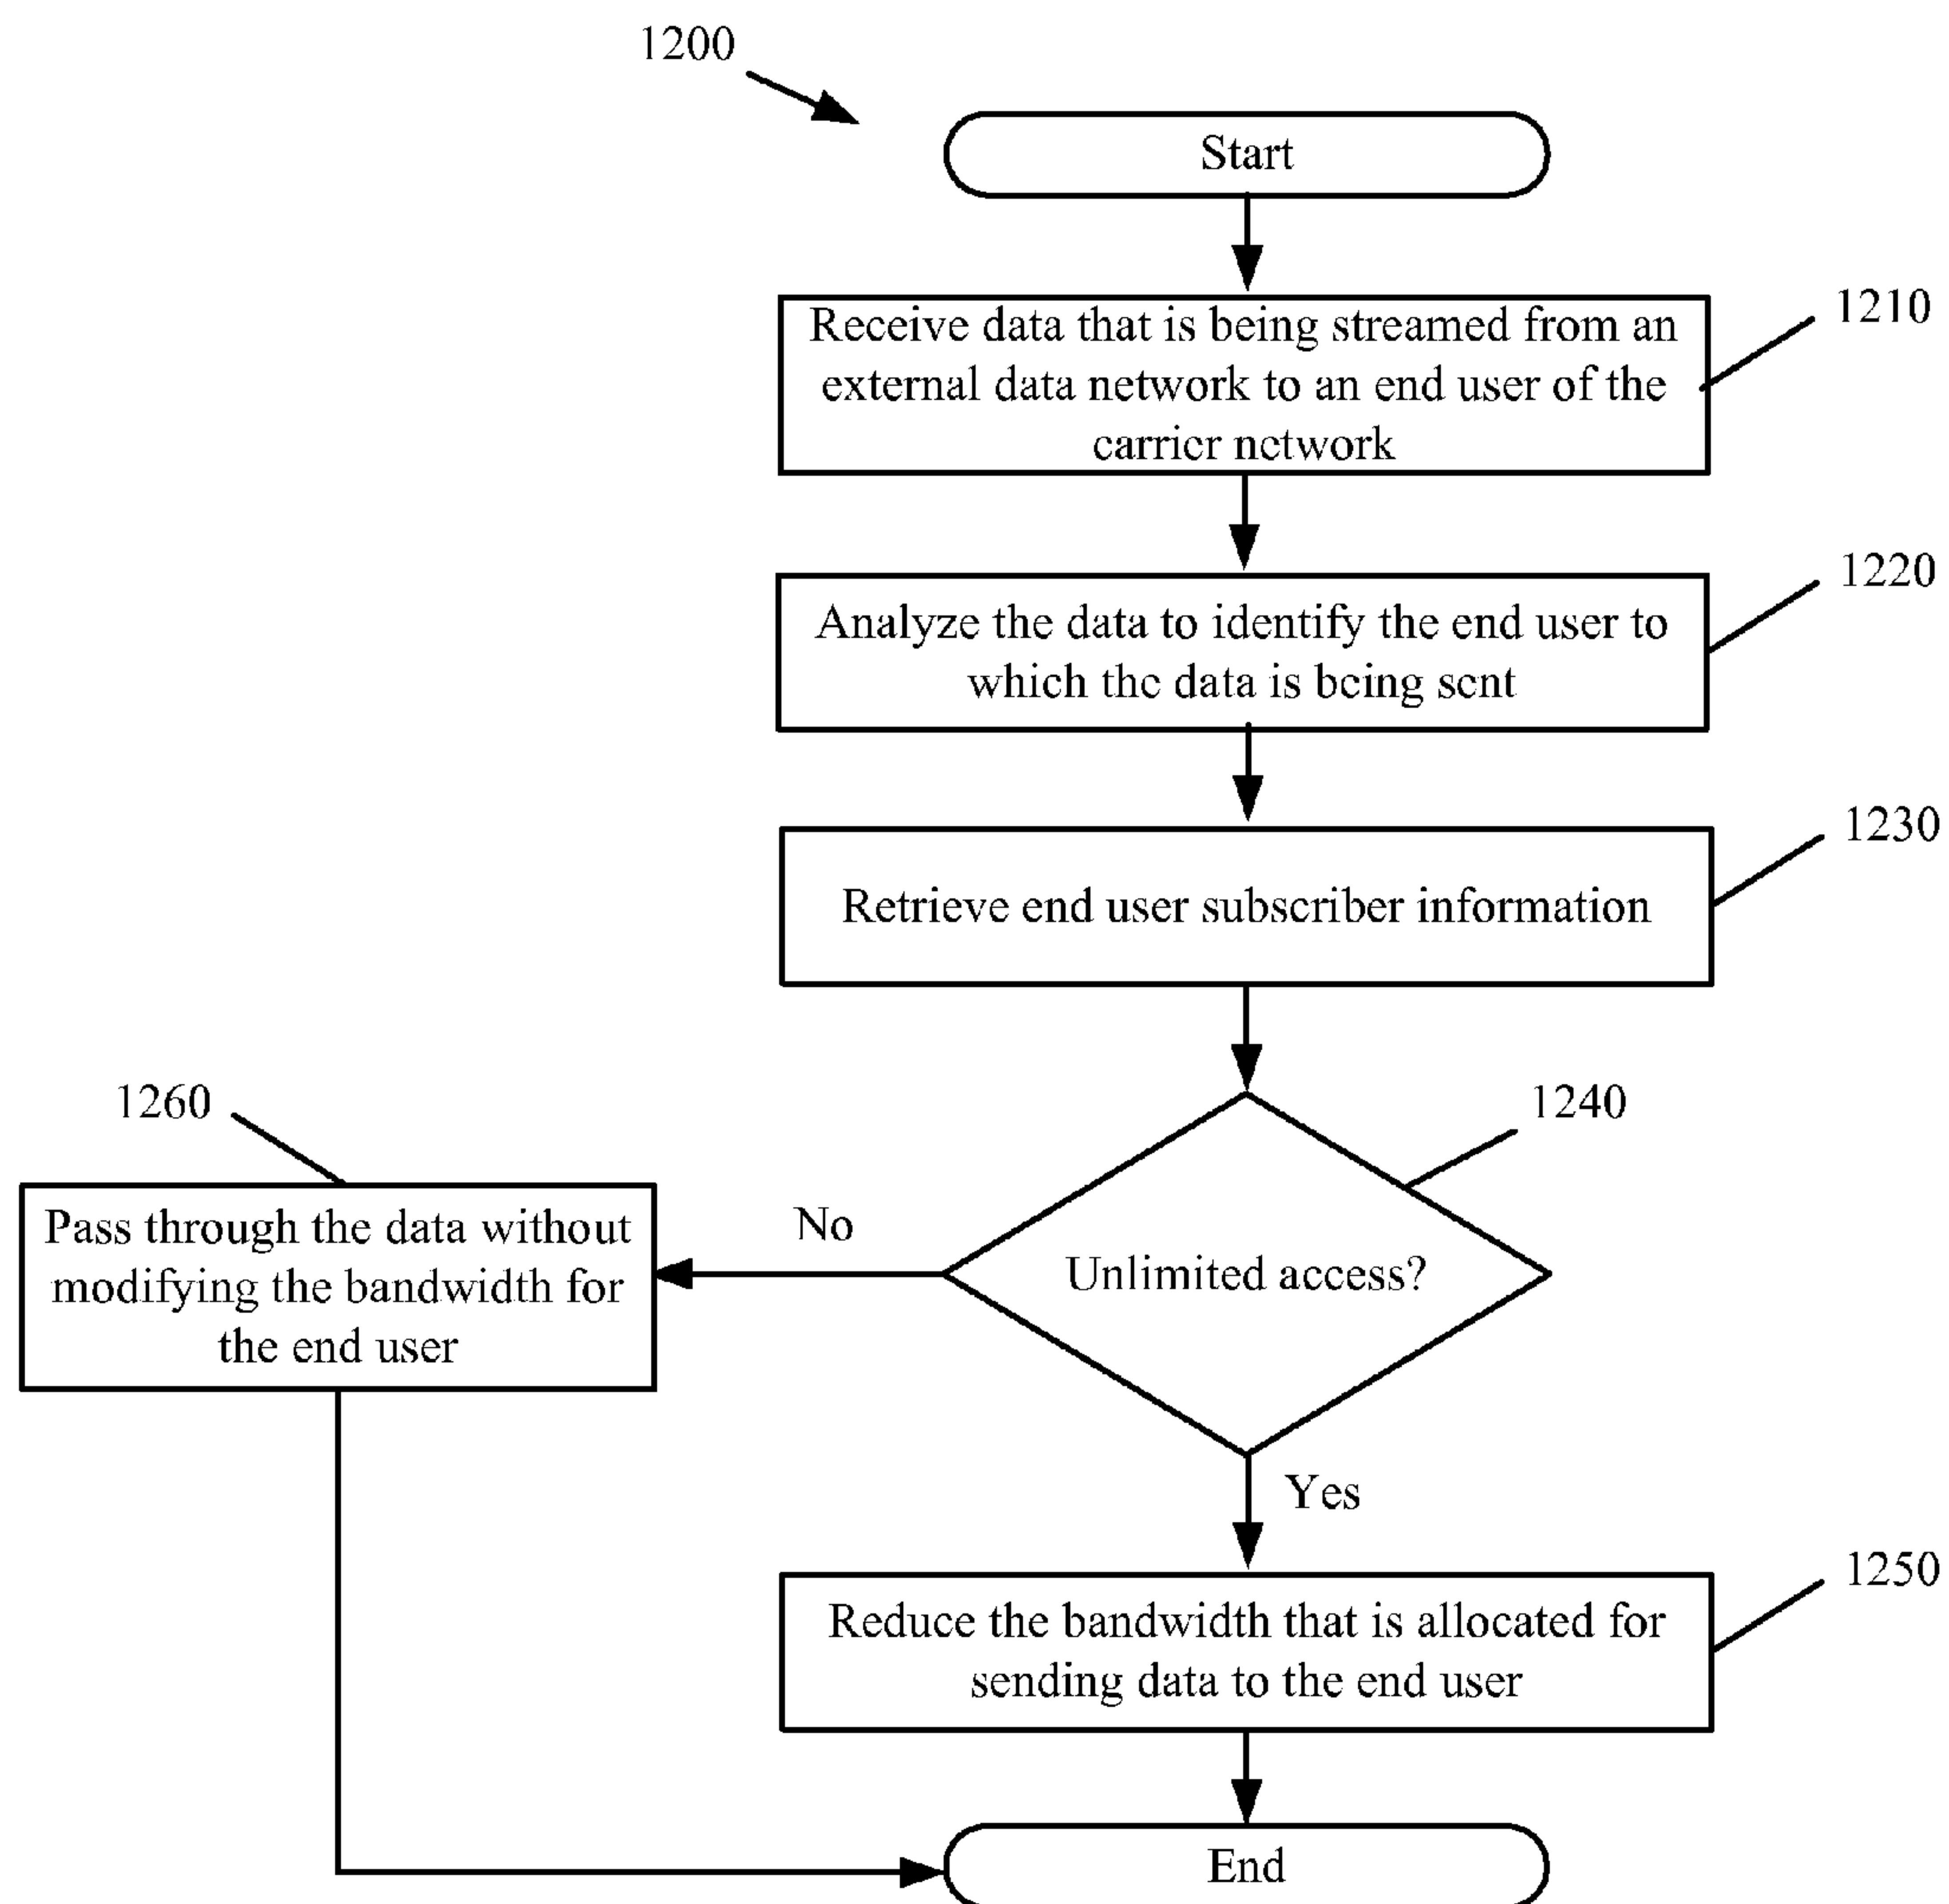 1200
Start
Receive data that is being streamed from an
external data network to an end user of the
carrier network
1210
Analyze the data to identify the end user to
which the data is being sent
1220
Retrieve end user subscriber information
1230
1240
Unlimited access?
No
1260
Pass through the data without
modifying the bandwidth for
the end user
Yes
Reduce the bandwidth that is allocated for
sending data to the end user
1250
End